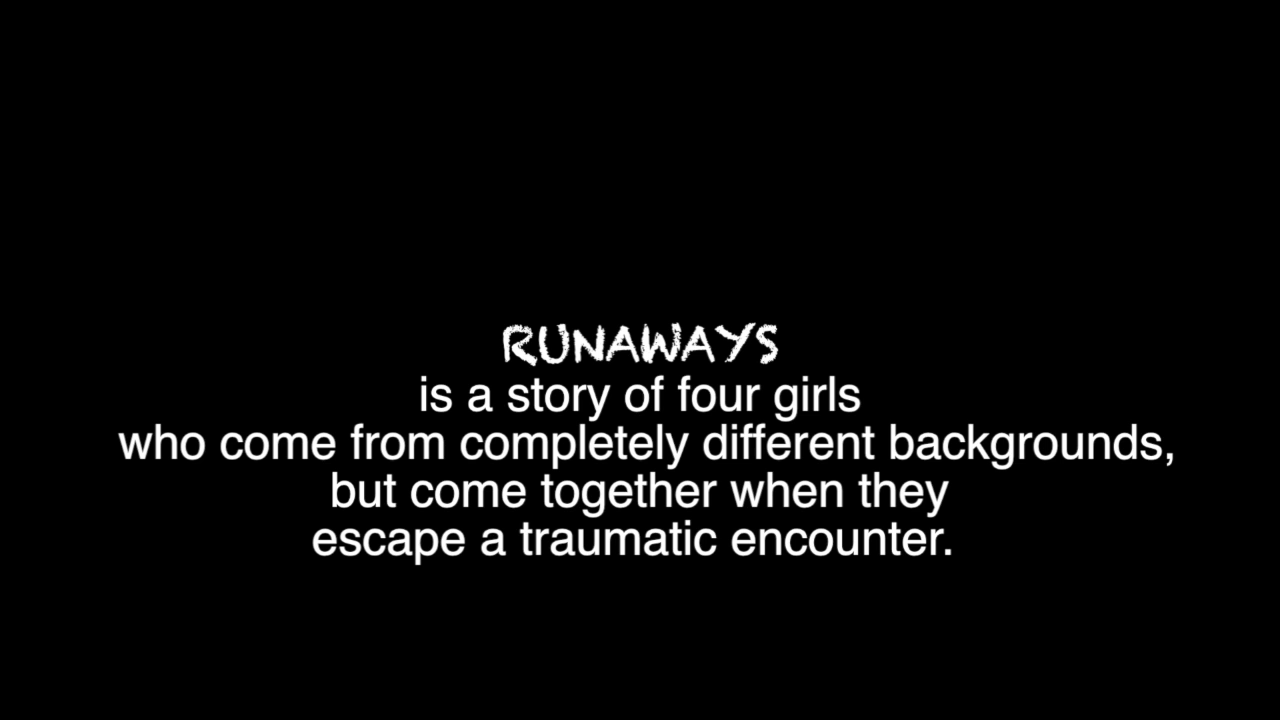 RUNAWAYS
is a story of four girls
who come from completely different backgrounds,
but come together when they
escape a traumatic encounter.